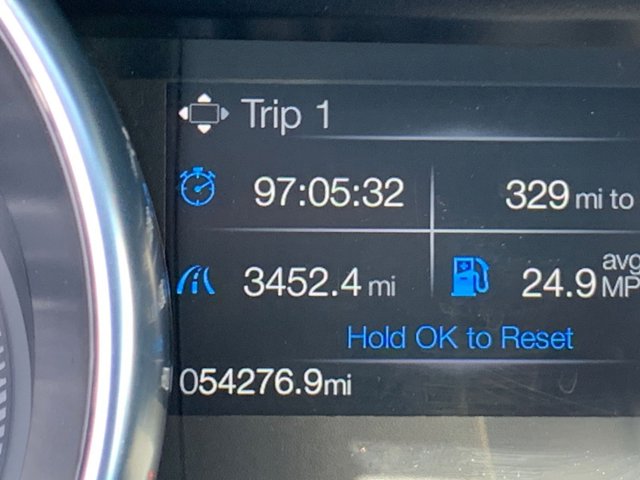 Trip 1
97:05:32 329 mi to
3452.4 mi 24.9 avg MP
Hold OK to Reset
054276.9mi